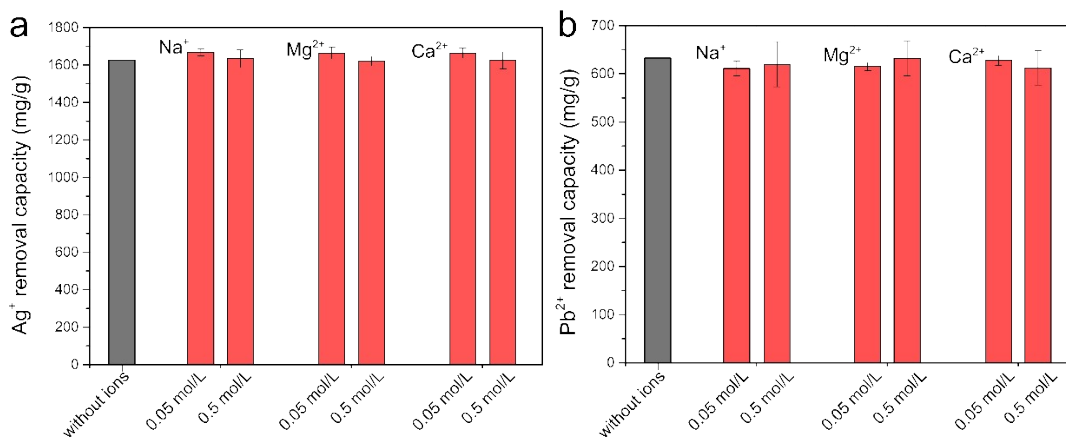 a
Ag⁺ removal capacity (mg/g)
1800
1600
1400
1200
1000
800
600
400
200
0
Na⁺
Mg²⁺
Ca²⁺
without ions
0.05 mol/L
0.5 mol/L
0.05 mol/L
0.5 mol/L
0.05 mol/L
0.5 mol/L
b
Pb²⁺ removal capacity (mg/g)
700
600
500
400
300
200
100
0
Na⁺
Mg²⁺
Ca²⁺
without ions
0.05 mol/L
0.5 mol/L
0.05 mol/L
0.5 mol/L
0.05 mol/L
0.5 mol/L